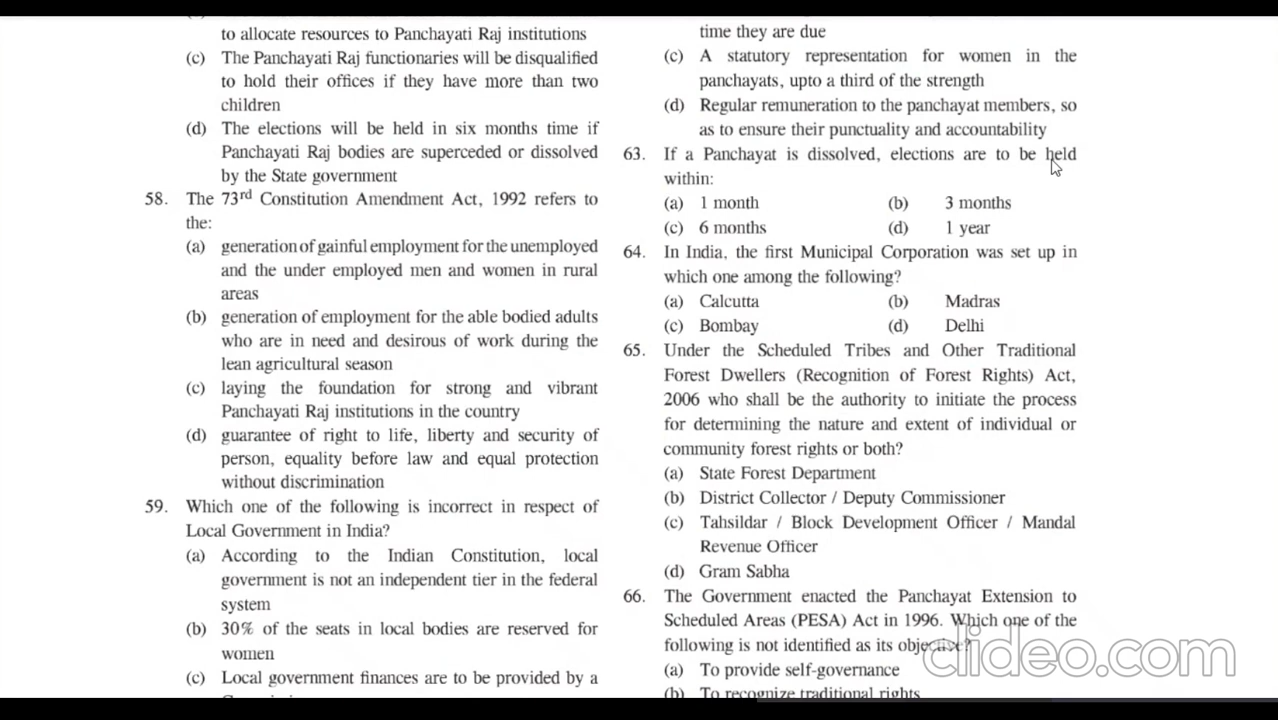 to allocate resources to Panchayati Raj institutions
(c) The Panchayati Raj functionaries will be disqualified
to hold their offices if they have more than two
children
(d) The elections will be held in six months time if
Panchayati Raj bodies are superceded or dissolved
by the State government
58. The 73rd Constitution Amendment Act, 1992 refers to
the:
(a) generation of gainful employment for the unemployed
and the under employed men and women in rural
areas
(b) generation of employment for the able bodied adults
who are in need and desirous of work during the
lean agricultural season
(c) laying the foundation for strong and vibrant
Panchayati Raj institutions in the country
(d) guarantee of right to life, liberty and security of
person, equality before law and equal protection
without discrimination
59. Which one of the following is incorrect in respect of
Local Government in India?
(a) According to the Indian Constitution, local
government is not an independent tier in the federal
system
(b) 30% of the seats in local bodies are reserved for
women
(c) Local government finances are to be provided by a
time they are due
(c) A statutory representation for women in the
panchayats, upto a third of the strength
(d) Regular remuneration to the panchayat members, so
as to ensure their punctuality and accountability
63. If a Panchayat is dissolved, elections are to be held
within:
(a) 1 month (b) 3 months
(c) 6 months (d) 1 year
64. In India, the first Municipal Corporation was set up in
which one among the following?
(a) Calcutta (b) Madras
(c) Bombay (d) Delhi
65. Under the Scheduled Tribes and Other Traditional
Forest Dwellers (Recognition of Forest Rights) Act,
2006 who shall be the authority to initiate the process
for determining the nature and extent of individual or
community forest rights or both?
(a) State Forest Department
(b) District Collector / Deputy Commissioner
(c) Tahsildar / Block Development Officer / Mandal
Revenue Officer
(d) Gram Sabha
66. The Government enacted the Panchayat Extension to
Scheduled Areas (PESA) Act in 1996. Which one of the
following is not identified as its objective?
(a) To provide self-governance
(b) To recognize traditional rights
clideo.com